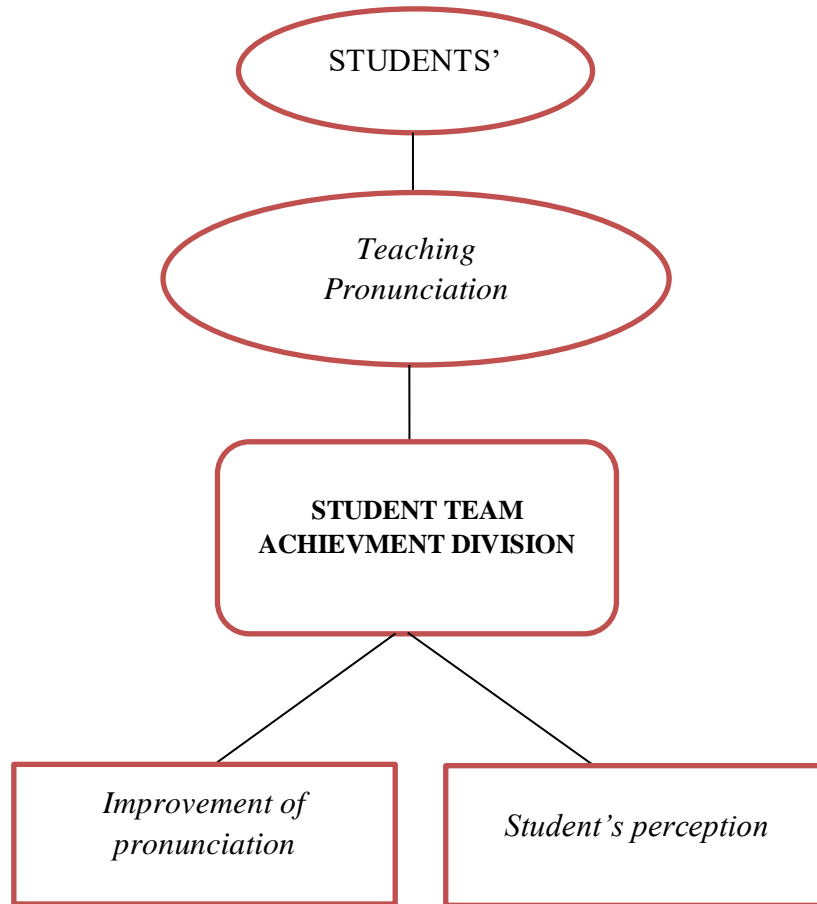 STUDENTS’
Teaching
Pronunciation
STUDENT TEAM
ACHIEVMENT DIVISION
Improvement of
pronunciation
Student’s perception